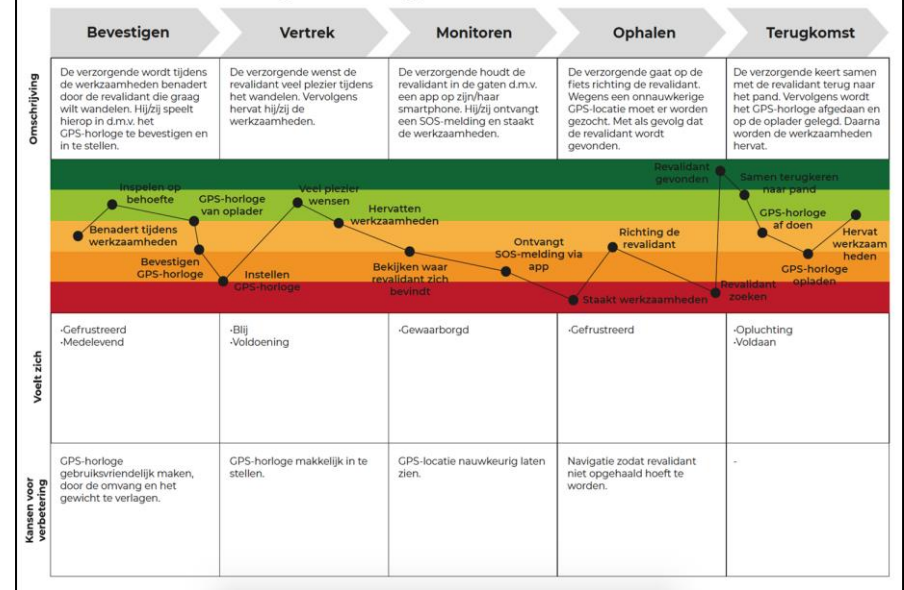 Bevestigen
Vertrek
Monitoren
Ophalen
Terugkomst
Omschrijving
De verzorgende wordt tijdens
de werkzaamheden benadert
door de revalidant die graag
wilt wandelen. Hij/zij speelt
hierop in d.m.v. het
GPS-horloge te bevestigen en
in te stellen.
De verzorgende wenst de
revalidant veel plezier tijdens
het wandelen. Vervolgens
hervat hij/zij de
werkzaamheden.
De verzorgende houdt de
revalidant in de gaten d.m.v.
een app op zijn/haar
smartphone. Hij/zij ontvangt
een SOS-melding en staakt
de werkzaamheden.
De verzorgende gaat op de
fiets richting de revalidant.
Wegens een onnauwkerige
GPS-locatie moet er worden
gezocht. Met als gevolg dat
de revalidant wordt
gevonden.
De verzorgende keert samen
met de revalidant terug naar
het pand. Vervolgens wordt
het GPS-horloge afgedaan en
op de oplader gelegd. Daarna
worden de werkzaamheden
hervat.
Benadert tijdens
werkzaamheden
Inspelen op
behoefte
GPS-horloge
van oplader
Bevestigen
GPS-horloge
Instellen
GPS-horloge
Veel plezier
wensen
Hervatten
werkzaamheden
Bekijken waar
revalidant zich
bevindt
Ontvangt
SOS-melding via
app
Staakt werkzaamheden
Richting de
revalidant
Revalidant
zoeken
Revalidant
gevonden
Samen terugkeren
naar pand
GPS-horloge
af doen
GPS-horloge
opladen
Hervat
werkzaam
heden
Voelt zich
•Gefrustreerd
•Medelevend
•Blij
•Voldoening
•Gewaarborgd
•Gefrustreerd
•Opluchting
•Voldaan
Kansen voor
verbetering
GPS-horloge
gebruiksvriendelijk maken,
door de omvang en het
gewicht te verlagen.
GPS-horloge makkelijk in te
stellen.
GPS-locatie nauwkeurig laten
zien.
Navigatie zodat revalidant
niet opgehaald hoeft te
worden.
-